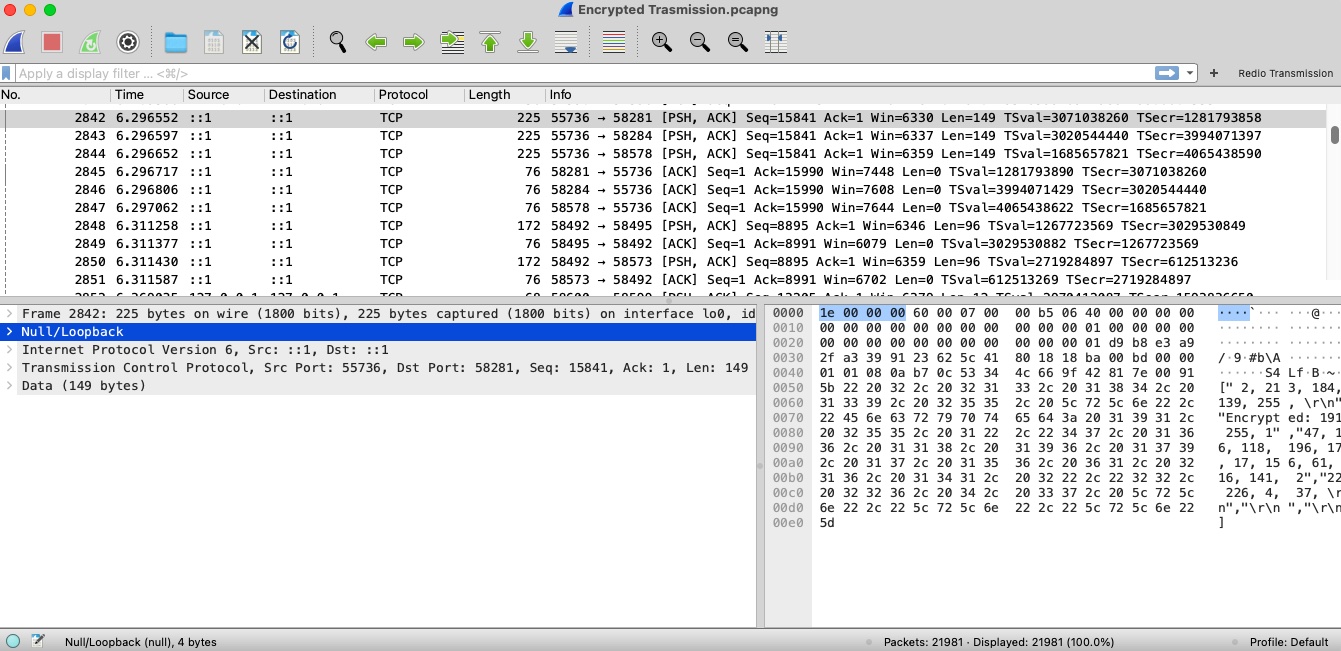 Encrypted Trasmission.pcapng
Apply a display filter ... <⌘/>
+ Redio Transmission
No. Time Source Destination Protocol Length Info
2842 6.296552 ::1 ::1 TCP 225 55736 → 58281 [PSH, ACK] Seq=15841 Ack=1 Win=6330 Len=149 TSval=3071038260 TSecr=1281793858
2843 6.296597 ::1 ::1 TCP 225 55736 → 58284 [PSH, ACK] Seq=15841 Ack=1 Win=6337 Len=149 TSval=3020544440 TSecr=3994071397
2844 6.296652 ::1 ::1 TCP 225 55736 → 58578 [PSH, ACK] Seq=15841 Ack=1 Win=6359 Len=149 TSval=1685657821 TSecr=4065438590
2845 6.296717 ::1 ::1 TCP 76 58281 → 55736 [ACK] Seq=1 Ack=15990 Win=7448 Len=0 TSval=1281793890 TSecr=3071038260
2846 6.296806 ::1 ::1 TCP 76 58284 → 55736 [ACK] Seq=1 Ack=15990 Win=7608 Len=0 TSval=3994071429 TSecr=3020544440
2847 6.297062 ::1 ::1 TCP 76 58578 → 55736 [ACK] Seq=1 Ack=15990 Win=7644 Len=0 TSval=4065438622 TSecr=1685657821
2848 6.311258 ::1 ::1 TCP 172 58492 → 58495 [PSH, ACK] Seq=8895 Ack=1 Win=6346 Len=96 TSval=1267723569 TSecr=3029530849
2849 6.311377 ::1 ::1 TCP 76 58495 → 58492 [ACK] Seq=1 Ack=8991 Win=6079 Len=0 TSval=3029530882 TSecr=1267723569
2850 6.311430 ::1 ::1 TCP 172 58492 → 58573 [PSH, ACK] Seq=8895 Ack=1 Win=6359 Len=96 TSval=2719284897 TSecr=612513236
2851 6.311587 ::1 ::1 TCP 76 58573 → 58492 [ACK] Seq=1 Ack=8991 Win=6702 Len=0 TSval=612513269 TSecr=2719284897
> Frame 2842: 225 bytes on wire (1800 bits), 225 bytes captured (1800 bits) on interface lo0, id
> Null/Loopback
> Internet Protocol Version 6, Src: ::1, Dst: ::1
> Transmission Control Protocol, Src Port: 55736, Dst Port: 58281, Seq: 15841, Ack: 1, Len: 149
> Data (149 bytes)
0000 1e 00 00 00 60 00 07 00 00 b5 06 40 00 00 00 00 ····`··· ···@····
0010 00 00 00 00 00 00 00 00 00 00 00 01 00 00 00 00 ········ ········
0020 00 00 00 00 00 00 00 00 00 00 00 01 d9 b8 e3 a9 ········ ········
0030 2f a3 39 91 23 62 5c 41 80 18 18 ba 00 bd 00 00 /·9·#b\A ········
0040 01 01 08 0a b7 0c 53 34 4c 66 9f 42 81 7e 00 91 ······S4 Lf·B·~··
0050 5b 22 20 32 2c 20 32 31 33 2c 20 31 38 34 2c 20 [" 2, 21 3, 184,
0060 31 33 39 2c 20 32 35 35 2c 20 5c 72 5c 6e 22 2c 139, 255 , \r\n"
0070 22 45 6e 63 72 79 70 74 65 64 3a 20 31 39 31 2c "Encrypt ed: 191
0080 20 32 35 35 2c 20 31 22 2c 22 34 37 2c 20 31 36 255, 1" ,"47, 1
0090 36 2c 20 31 31 38 2c 20 31 39 36 2c 20 31 37 39 6, 118, 196, 17
00a0 2c 20 31 37 2c 20 31 35 36 2c 20 36 31 2c 20 32 , 17, 15 6, 61,
00b0 31 36 2c 20 31 34 31 2c 20 32 22 2c 22 32 32 2c 16, 141, 2","22
00c0 20 32 32 36 2c 20 34 2c 20 33 37 2c 20 5c 72 5c 226, 4, 37, \r
00d0 6e 22 2c 22 5c 72 5c 6e 22 2c 22 5c 72 5c 6e 22 n","\r\n ","\r\n
00e0 5d ]
Null/Loopback (null), 4 bytes
Packets: 21981 · Displayed: 21981 (100.0%)
Profile: Default